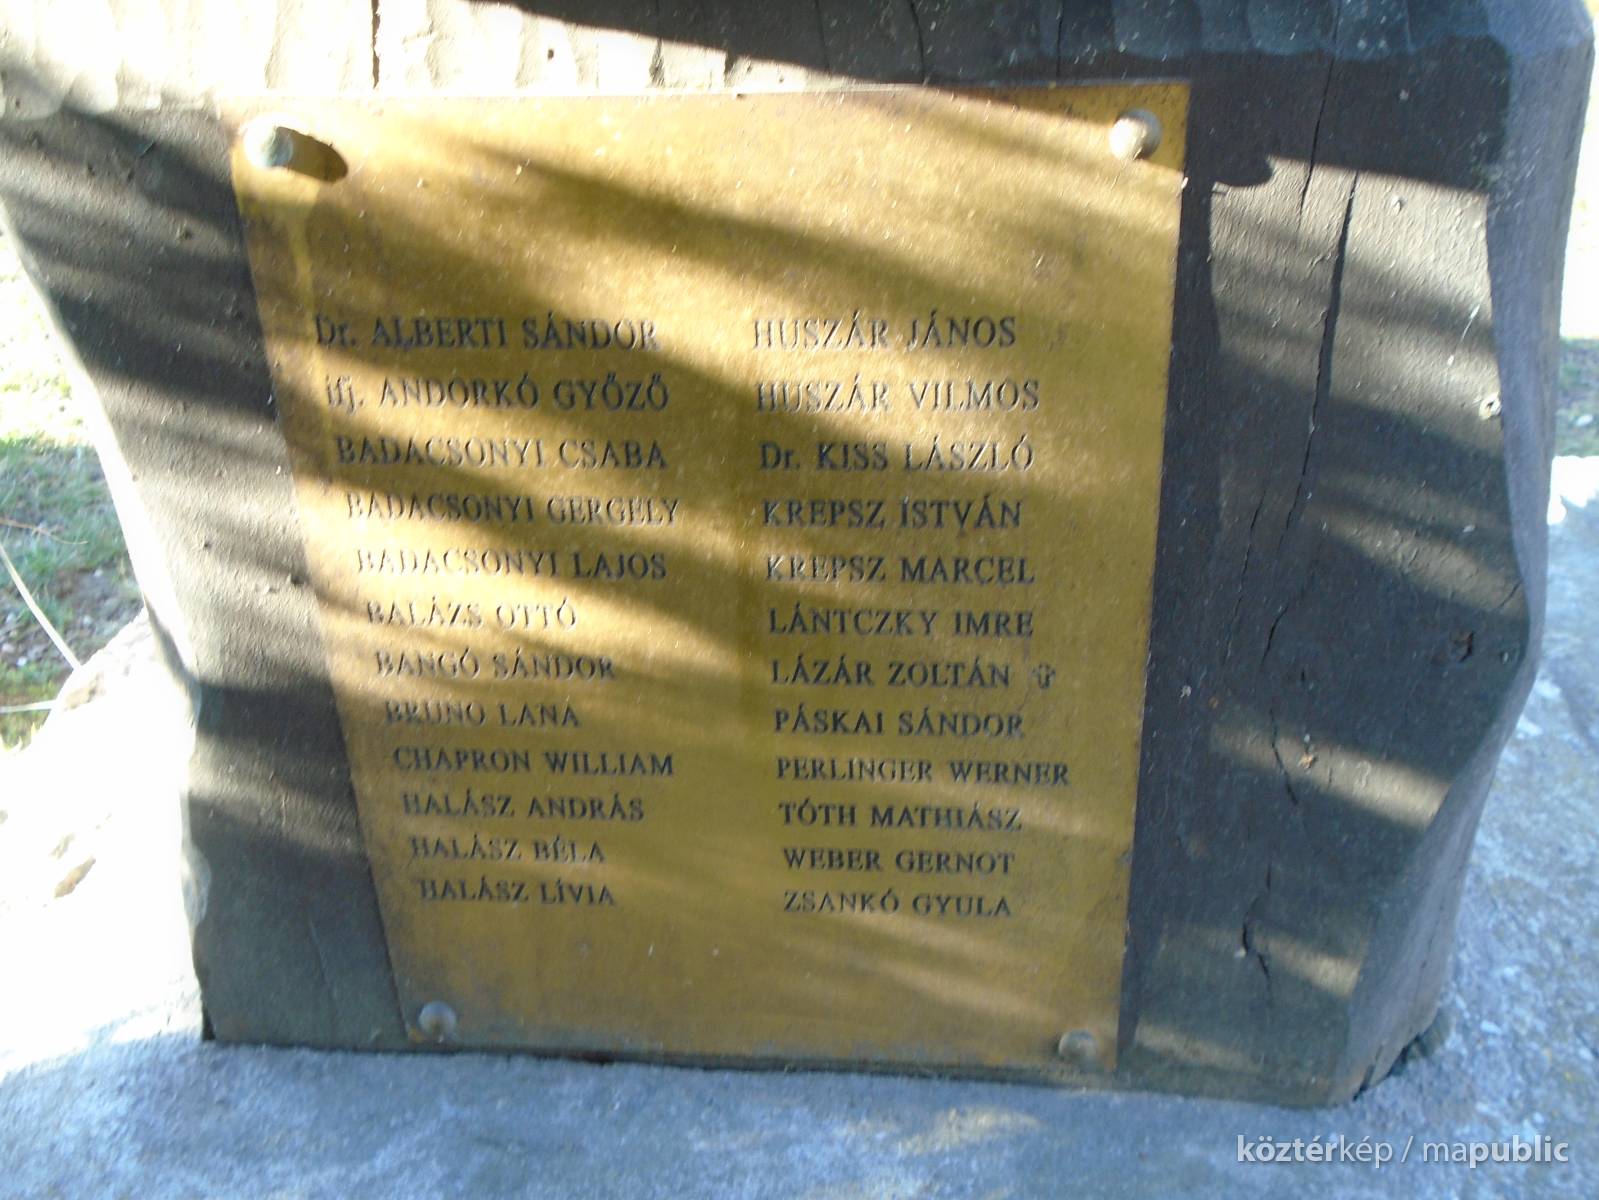 Dr. ALBERTI SÁNDOR
ifj. ANDORKÓ GYŐZŐ
BADACSONYI CSABA
BADACSONYI GERGELY
BADACSONYI LAJOS
BALÁZS OTTÓ
BANGÓ SÁNDOR
BRUNO LANA
CHAPRON WILLIAM
HALÁSZ ANDRÁS
HALÁSZ BÉLA
HALÁSZ LÍVIA
HUSZÁR JÁNOS
HUSZÁR VILMOS
Dr. KISS LÁSZLÓ
KREPSZ ISTVÁN
KREPSZ MARCEL
LÁNTCZKY IMRE
LÁZÁR ZOLTÁN ✞
PÁSKAI SÁNDOR
PERLINGER WERNER
TÓTH MATHIÁSZ
WEBER GERNOT
ZSANKÓ GYULA
köztérkép / mapublic